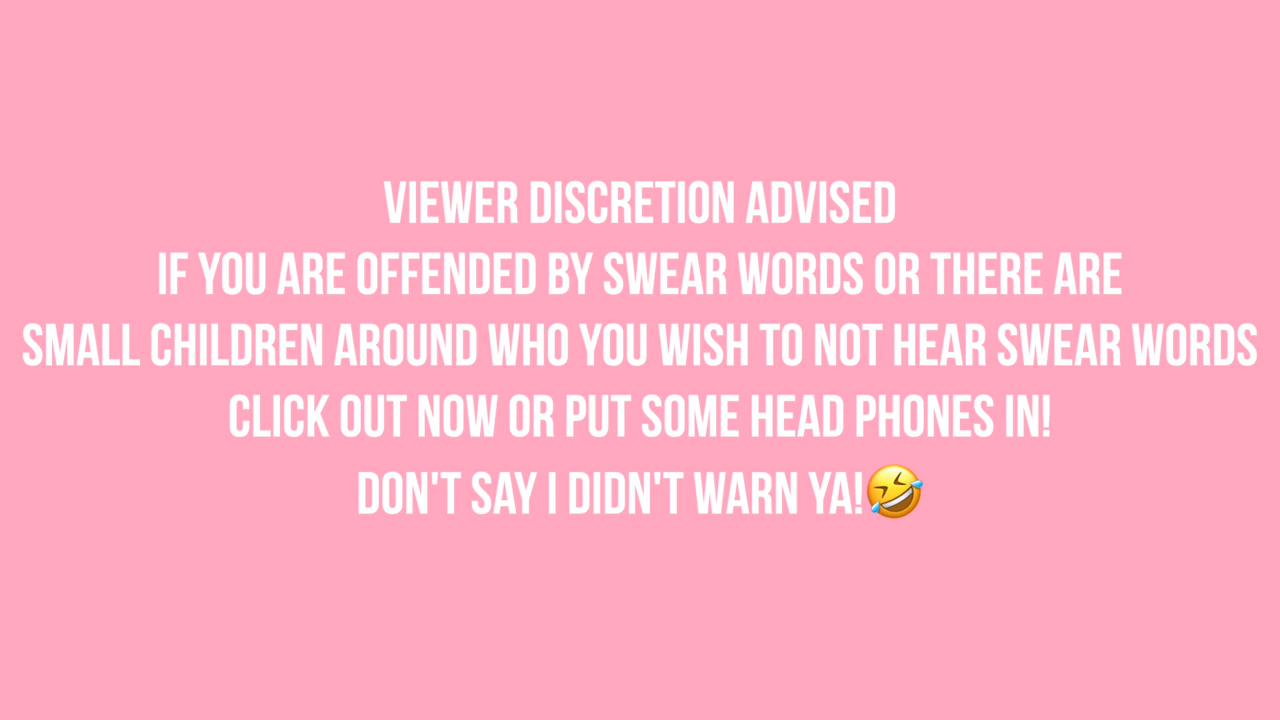 VIEWER DISCRETION ADVISED
IF YOU ARE OFFENDED BY SWEAR WORDS OR THERE ARE
SMALL CHILDREN AROUND WHO YOU WISH TO NOT HEAR SWEAR WORDS
CLICK OUT NOW OR PUT SOME HEAD PHONES IN!
DON'T SAY I DIDN'T WARN YA!🤣